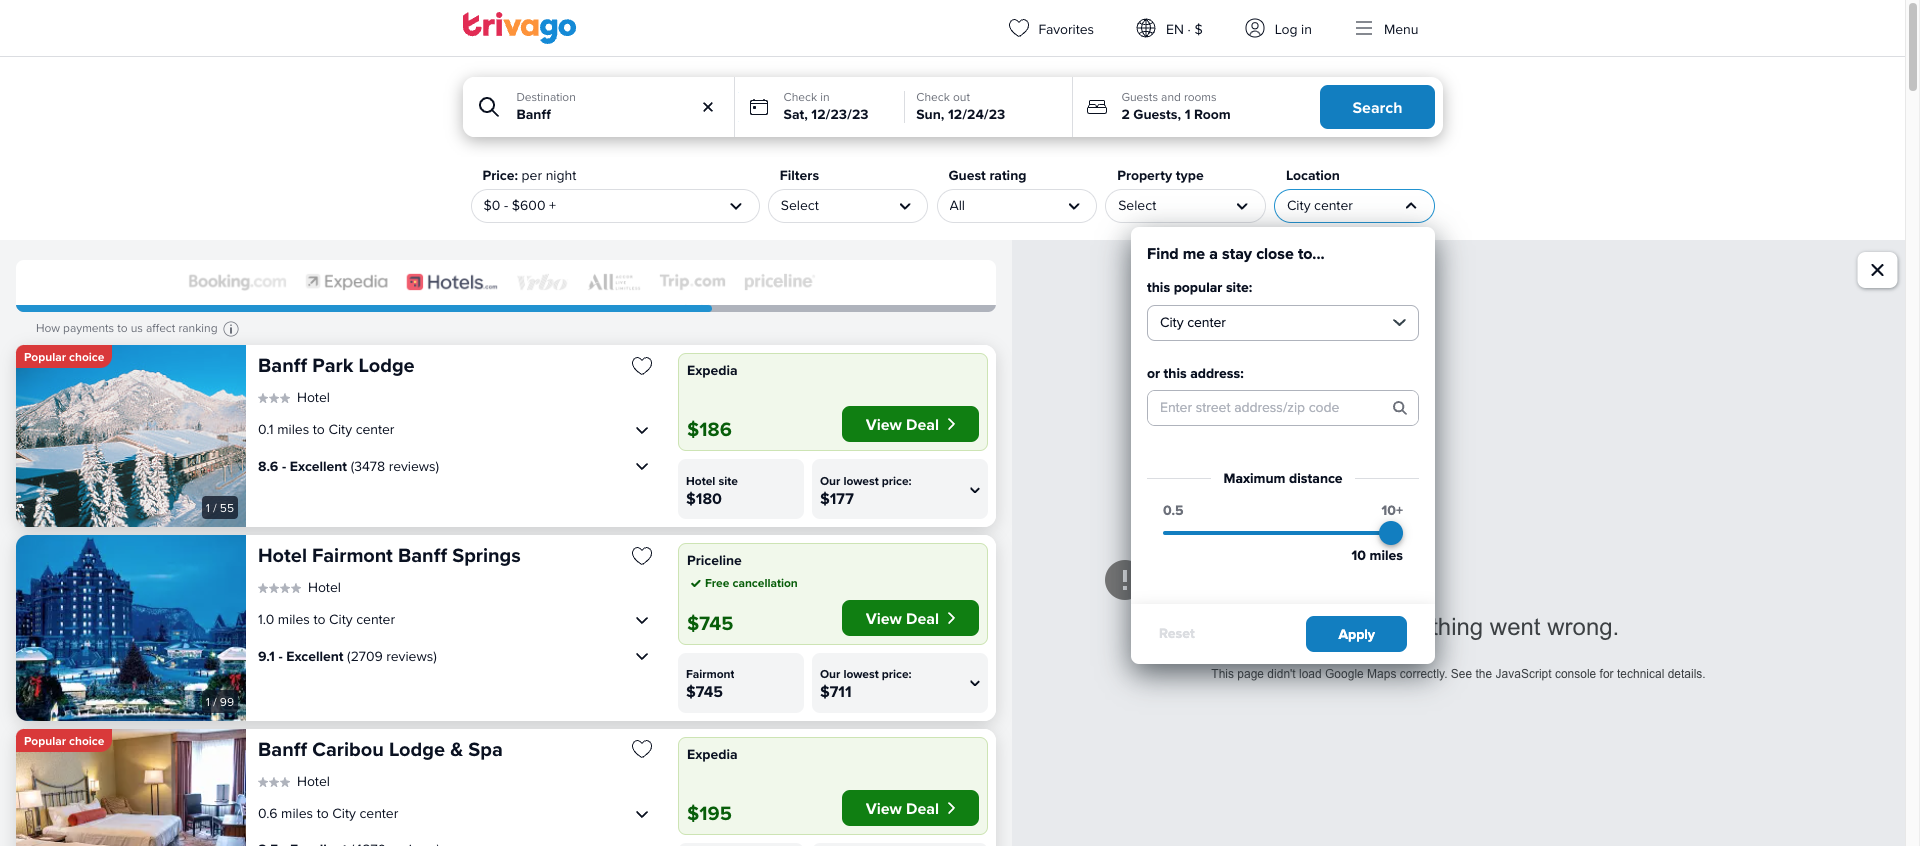 trivago
Favorites
EN · $
Log in
Menu
Destination
Banff
Check in
Sat, 12/23/23
Check out
Sun, 12/24/23
Guests and rooms
2 Guests, 1 Room
Search
Price: per night
$0 - $600 +
Filters
Select
Guest rating
All
Property type
Select
Location
City center
Find me a stay close to...
this popular site:
City center
or this address:
Enter street address/zip code
Maximum distance
0.5
10+
10 miles
Reset
Apply
Booking.com
Expedia
Hotels.com
Vrbo
ALL
Trip.com
priceline
How payments to us affect ranking
Popular choice
1 / 55
Banff Park Lodge
Hotel
0.1 miles to City center
8.6 - Excellent (3478 reviews)
Expedia
$186
View Deal
Hotel site
$180
Our lowest price:
$177
1 / 99
Hotel Fairmont Banff Springs
Hotel
1.0 miles to City center
9.1 - Excellent (2709 reviews)
Priceline
Free cancellation
$745
View Deal
Fairmont
$745
Our lowest price:
$711
Popular choice
Banff Caribou Lodge & Spa
Hotel
0.6 miles to City center
Expedia
$195
View Deal
thing went wrong.
This page didn't load Google Maps correctly. See the JavaScript console for technical details.